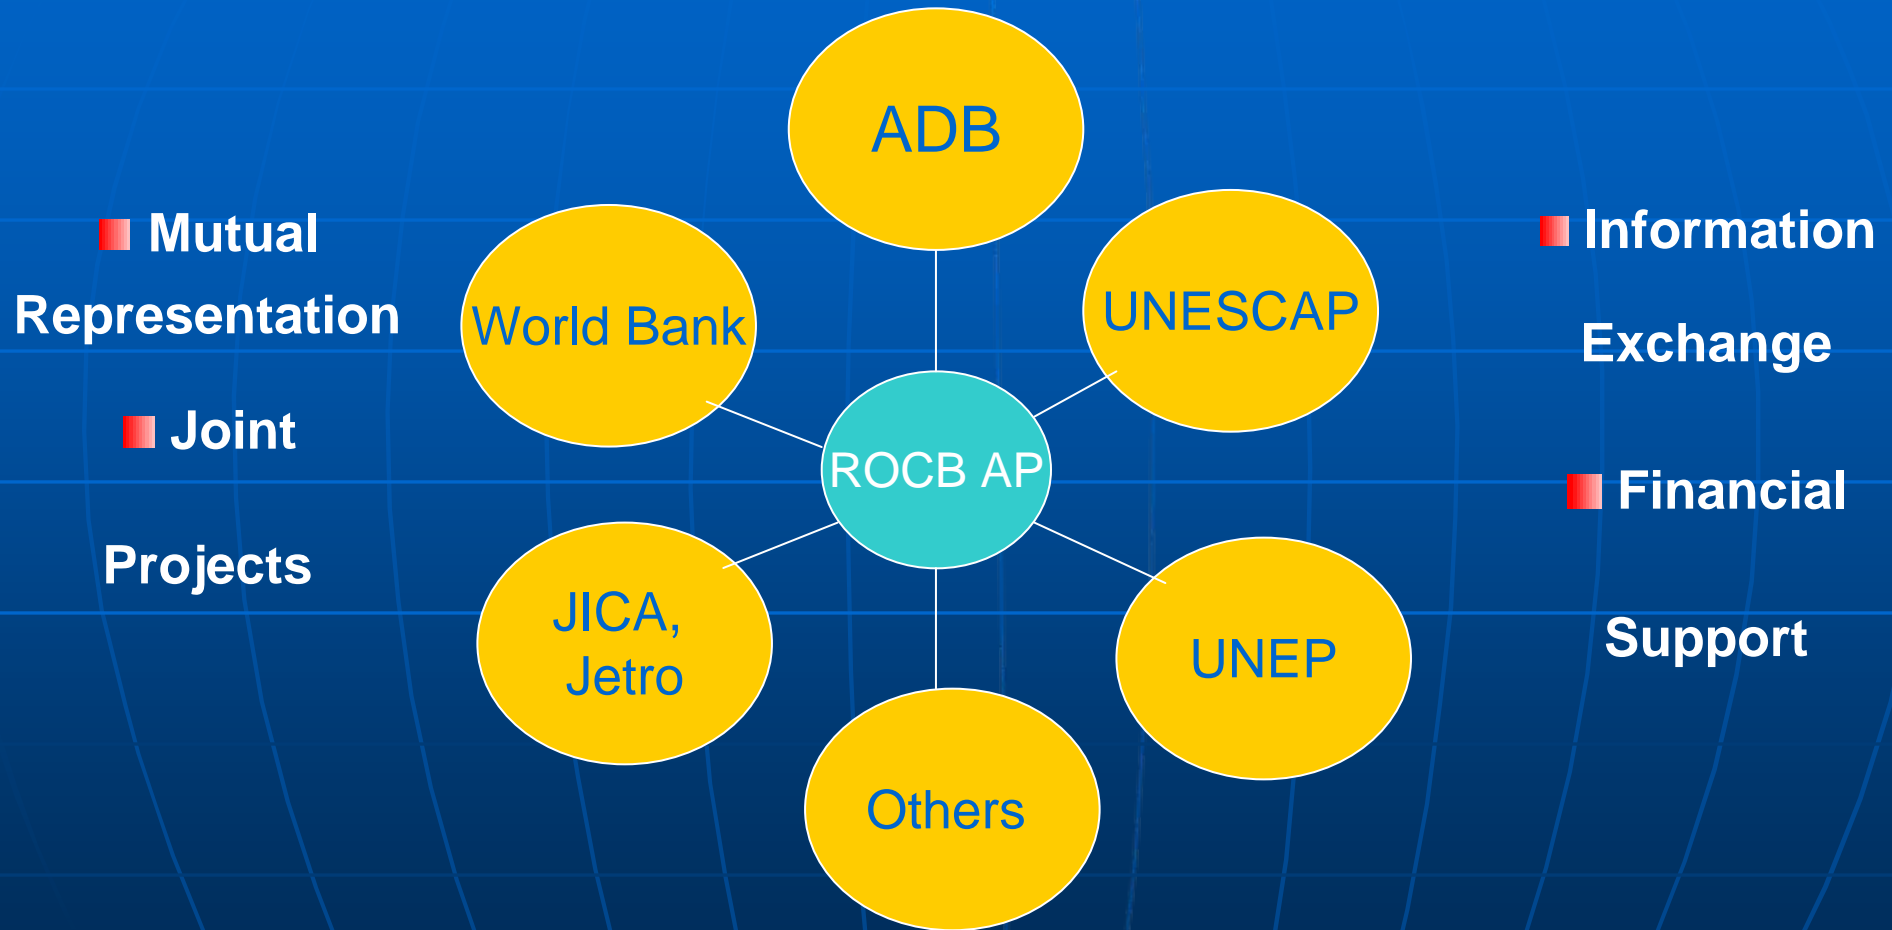 Mutual
Representation
Joint
Projects
ADB
World Bank
UNESCAP
ROCB AP
JICA,
Jetro
UNEP
Others
Information
Exchange
Financial
Support